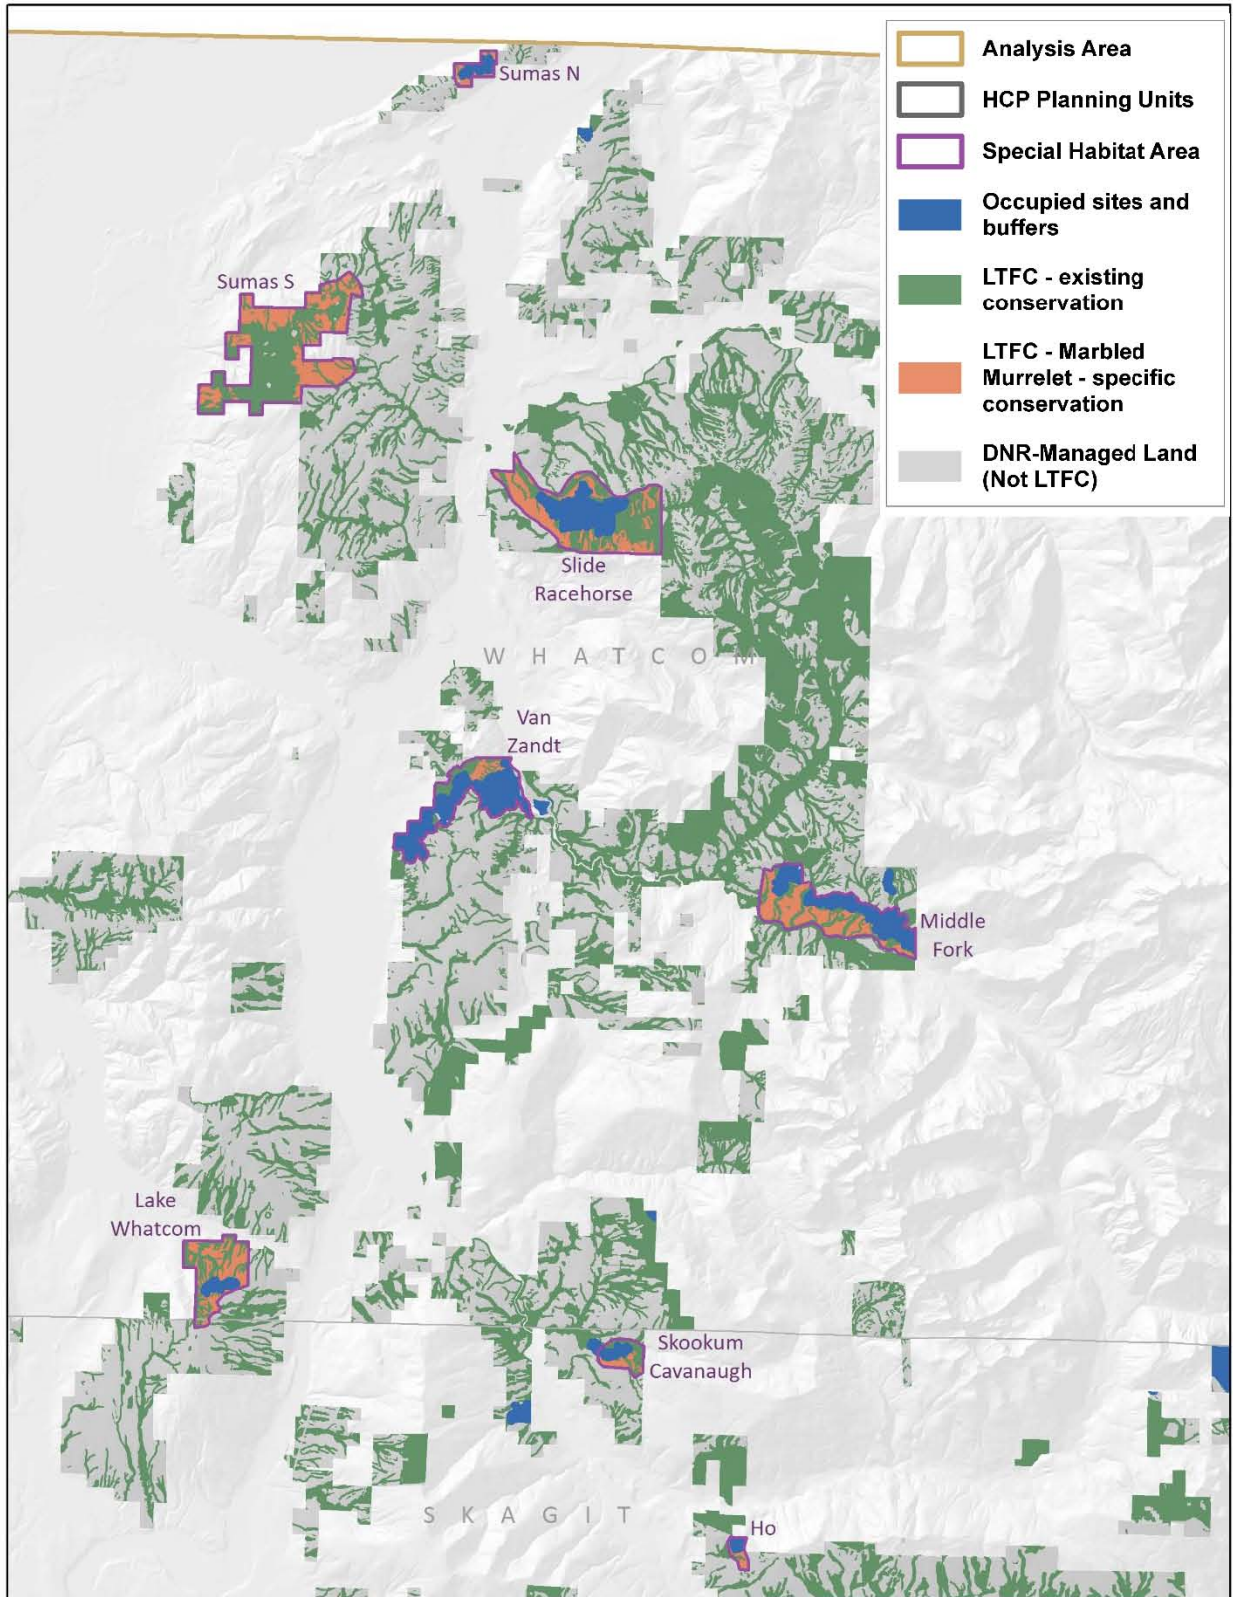 Analysis Area
HCP Planning Units
Special Habitat Area
Occupied sites and
buffers
LTFC - existing
conservation
LTFC - Marbled
Murrelet - specific
conservation
DNR-Managed Land
(Not LTFC)
Sumas N
Sumas S
Slide
Racehorse
WHATCOM
Van
Zandt
Middle
Fork
Lake
Whatcom
Skookum
Cavanaugh
SKAGIT
Ho